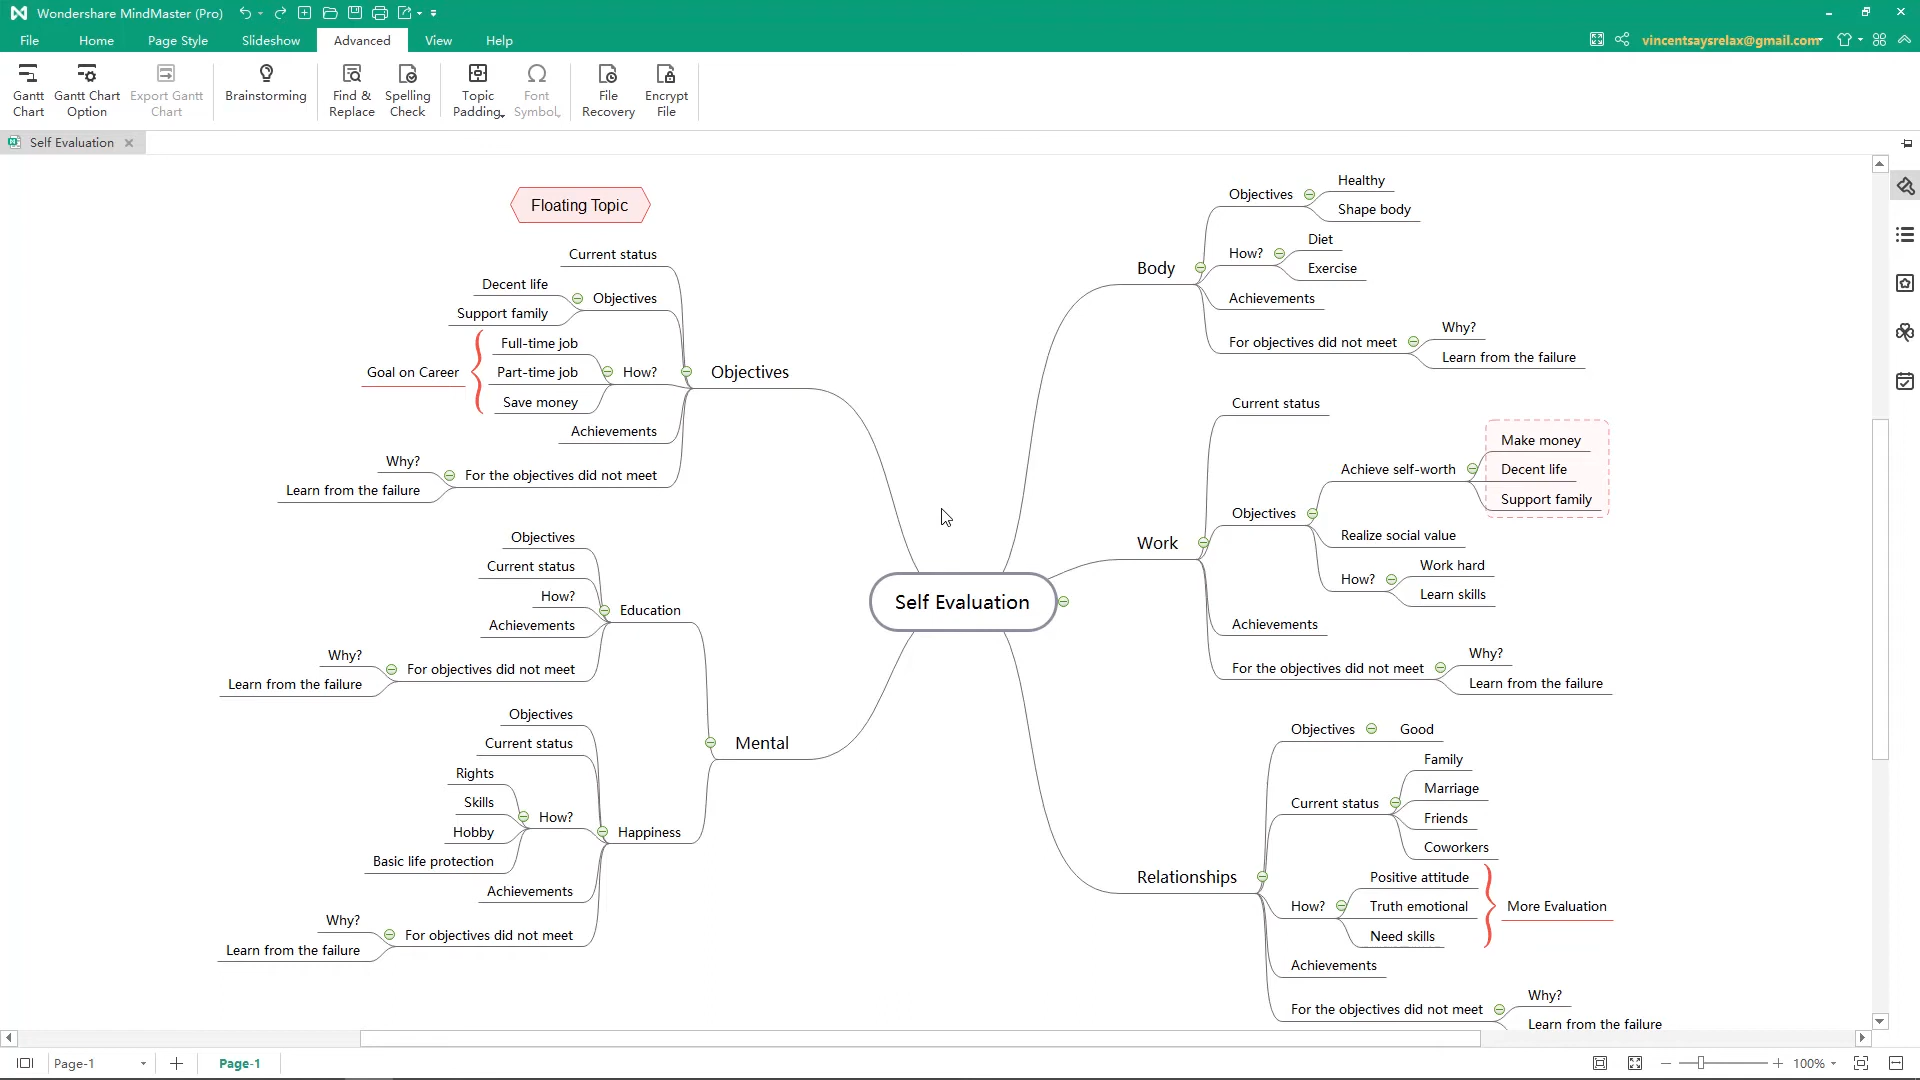 Wondershare MindMaster (Pro)
File
Home
Page Style
Slideshow
Advanced
View
Help
vincentsaysrelax@gmail.com
Gantt
Chart
Gantt Chart
Option
Export Gantt
Chart
Brainstorming
Find &
Replace
Spelling
Check
Topic
Padding
Font
Symbol
File
Recovery
Encrypt
File
Self Evaluation
Floating Topic
Current status
Decent life
Support family
Objectives
Full-time job
Part-time job
Save money
How?
Goal on Career
Objectives
Achievements
Why?
Learn from the failure
For the objectives did not meet
Objectives
Current status
How?
Achievements
Education
Why?
Learn from the failure
For objectives did not meet
Objectives
Current status
Rights
Skills
Hobby
Basic life protection
How?
Happiness
Mental
Achievements
Why?
Learn from the failure
For objectives did not meet
Self Evaluation
Body
Objectives
Healthy
Shape body
How?
Diet
Exercise
Achievements
For objectives did not meet
Why?
Learn from the failure
Work
Current status
Objectives
Achieve self-worth
Make money
Decent life
Support family
Realize social value
How?
Work hard
Learn skills
Achievements
For the objectives did not meet
Why?
Learn from the failure
Relationships
Objectives
Good
Current status
Family
Marriage
Friends
Coworkers
How?
Positive attitude
Truth emotional
Need skills
More Evaluation
Achievements
For the objectives did not meet
Why?
Learn from the failure
Page-1
Page-1
100%